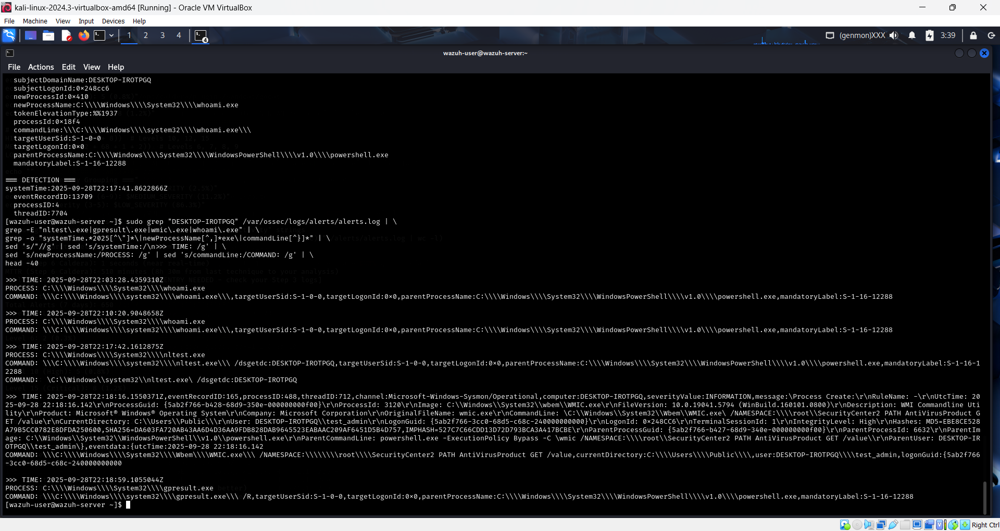 kali-linux-2024.3-virtualbox-amd64 [Running] - Oracle VM VirtualBox
File Machine View Input Devices Help
1 2 3 4 4 (genmon)XXX 3:39
wazuh-user@wazuh-server:~
File Actions Edit View Help
subjectDomainName:DESKTOP-IROTPGQ
subjectLogonId:0×248cc6
newProcessId:0×410
newProcessName:C:\\\\Windows\\\\System32\\\\whoami.exe
tokenElevationType:%%1937
processId:0×18f4
commandLine:\\\C:\\\\Windows\\\\system32\\\\whoami.exe\\\
targetUserSid:S-1-0-0
targetLogonId:0×0
parentProcessName:C:\\\\Windows\\\\System32\\\\WindowsPowerShell\\\\v1.0\\\\powershell.exe
mandatoryLabel:S-1-16-12288
=== DETECTION ===
systemTime:2025-09-28T22:17:41.8622866Z
eventRecordID:13709
processID:4
threadID:7704
[wazuh-user@wazuh-server ~]$ sudo grep "DESKTOP-IROTPGQ" /var/ossec/logs/alerts/alerts.log | \
grep -E "nltest\.exe|gpresult\.exe|wmic\.exe|whoami\.exe" | \
grep -o "systemTime.*2025[^\"]*\|newProcessName[^,]*exe\|commandLine[^}]*" | \
sed 's/"//g' | sed 's/systemTime:/\n>>> TIME: /g' | \
sed 's/newProcessName:/PROCESS: /g' | sed 's/commandLine:/COMMAND: /g' | \
head -40
>>> TIME: 2025-09-28T22:03:28.4359310Z
PROCESS: C:\\\\Windows\\\\System32\\\\whoami.exe
COMMAND: \\\C:\\\\Windows\\\\system32\\\\whoami.exe\\\,targetUserSid:S-1-0-0,targetLogonId:0×0,parentProcessName:C:\\\\Windows\\\\System32\\\\WindowsPowerShell\\\\v1.0\\\\powershell.exe,mandatoryLabel:S-1-16-12288
>>> TIME: 2025-09-28T22:10:20.9048658Z
PROCESS: C:\\\\Windows\\\\System32\\\\whoami.exe
COMMAND: \\\C:\\\\Windows\\\\system32\\\\whoami.exe\\\,targetUserSid:S-1-0-0,targetLogonId:0×0,parentProcessName:C:\\\\Windows\\\\System32\\\\WindowsPowerShell\\\\v1.0\\\\powershell.exe,mandatoryLabel:S-1-16-12288
>>> TIME: 2025-09-28T22:17:42.1612875Z
PROCESS: C:\\\\Windows\\\\System32\\\\nltest.exe
COMMAND: \\\C:\\\\Windows\\\\system32\\\\nltest.exe\\\ /dsgetdc:DESKTOP-IROTPGQ,targetUserSid:S-1-0-0,targetLogonId:0×0,parentProcessName:C:\\\\Windows\\\\System32\\\\WindowsPowerShell\\\\v1.0\\\\powershell.exe,mandatoryLabel:S-1-16-1
2288
COMMAND:  \C:\\Windows\\system32\\nltest.exe\ /dsgetdc:DESKTOP-IROTPGQ
>>> TIME: 2025-09-28T22:18:16.1550371Z,eventRecordID:165,processID:488,threadID:712,channel:Microsoft-Windows-Sysmon/Operational,computer:DESKTOP-IROTPGQ,severityValue:INFORMATION,message:\Process Create:\r\nRuleName: -\r\nUtcTime: 20
25-09-28 22:18:16.142\r\nProcessGuid: {5ab2f766-b428-68d9-350e-000000000f00}\r\nProcessId: 3120\r\nImage: C:\\Windows\\System32\\wbem\\WMIC.exe\r\nFileVersion: 10.0.19041.5794 (WinBuild.160101.0800)\r\nDescription: WMI Commandline Uti
lity\r\nProduct: Microsoft® Windows® Operating System\r\nCompany: Microsoft Corporation\r\nOriginalFileName: wmic.exe\r\nCommandLine: \C:\\Windows\\System32\\Wbem\\WMIC.exe\ /NAMESPACE:\\\\root\\SecurityCenter2 PATH AntiVirusProduct G
ET /value\r\nCurrentDirectory: C:\\Users\\Public\\\r\nUser: DESKTOP-IROTPGQ\\test_admin\r\nLogonGuid: {5ab2f766-3cc0-68d5-c68c-240000000000}\r\nLogonId: 0×248CC6\r\nTerminalSessionId: 1\r\nIntegrityLevel: High\r\nHashes: MD5=EBE8CE528
A79B5CC0782E8DFDA250600,SHA256=DA603FA720AB43AA6D4D36AA9FDB828DAB9645523EABAAC209AF6451D5B4D757,IMPHASH=527C7C66CDD13D72D793BCA3A417BCBE\r\nParentProcessGuid: {5ab2f766-b427-68d9-340e-000000000f00}\r\nParentProcessId: 6632\r\nParentIm
age: C:\\Windows\\System32\\WindowsPowerShell\\v1.0\\powershell.exe\r\nParentCommandLine: powershell.exe -ExecutionPolicy Bypass -C \wmic /NAMESPACE:\\\\root\\SecurityCenter2 PATH AntiVirusProduct GET /value\\r\nParentUser: DESKTOP-IR
OTPGQ\\test_admin\},eventdata:{utcTime:2025-09-28 22:18:16.142
COMMAND: \\\C:\\\\Windows\\\\System32\\\\Wbem\\\\WMIC.exe\\\ /NAMESPACE:\\\\\\\\root\\\\SecurityCenter2 PATH AntiVirusProduct GET /value,currentDirectory:C:\\\\Users\\\\Public\\\\,user:DESKTOP-IROTPGQ\\\\test_admin,logonGuid:{5ab2f766
-3cc0-68d5-c68c-240000000000
>>> TIME: 2025-09-28T22:18:59.1055044Z
PROCESS: C:\\\\Windows\\\\System32\\\\gpresult.exe
COMMAND: \\\C:\\\\Windows\\\\system32\\\\gpresult.exe\\\ /R,targetUserSid:S-1-0-0,targetLogonId:0×0,parentProcessName:C:\\\\Windows\\\\System32\\\\WindowsPowerShell\\\\v1.0\\\\powershell.exe,mandatoryLabel:S-1-16-12288
[wazuh-user@wazuh-server ~]$
Right Ctrl